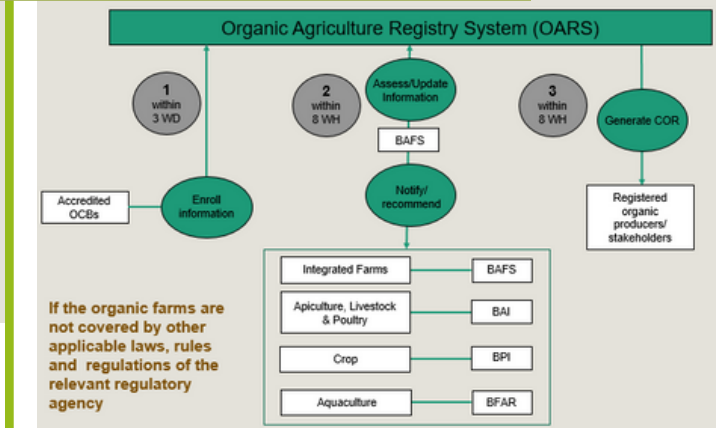 Organic Agriculture Registry System (OARS)
1
within
3 WD
2
within
8 WH
Assess/Update
Information
3
within
8 WH
Generate COR
BAFS
Accredited
OCBs
Enroll
information
Notify/
recommend
Registered
organic
producers/
stakeholders
Integrated Farms
BAFS
Apiculture, Livestock
& Poultry
BAI
Crop
BPI
Aquaculture
BFAR
If the organic farms are
not covered by other
applicable laws, rules
and regulations of the
relevant regulatory
agency